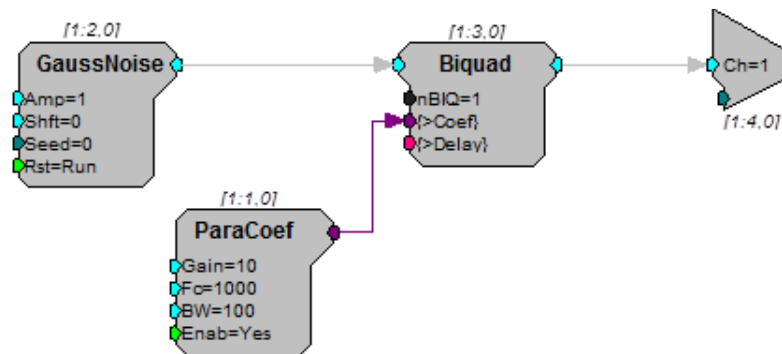 [1:2,0]
GaussNoise
Amp=1
Shft=0
Seed=0
Rst=Run
[1:3,0]
Biquad
nBIQ=1
{>Coef}
{>Delay}
Ch=1
[1:4,0]
[1:1,0]
ParaCoef
Gain=10
Fc=1000
BW=100
Enab=Yes